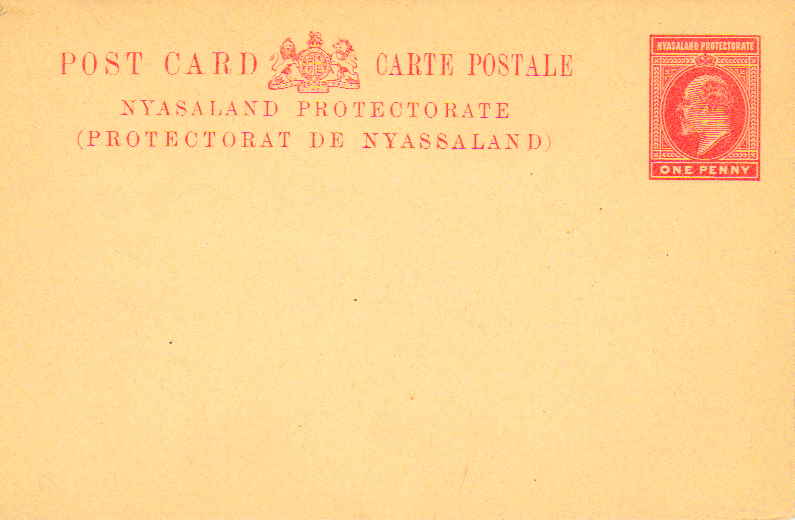 POST CARD CARTE POSTALE
NYASALAND PROTECTORATE
(PROTECTORAT DE NYASSALAND)
NYASALAND PROTECTORATE
ONE PENNY